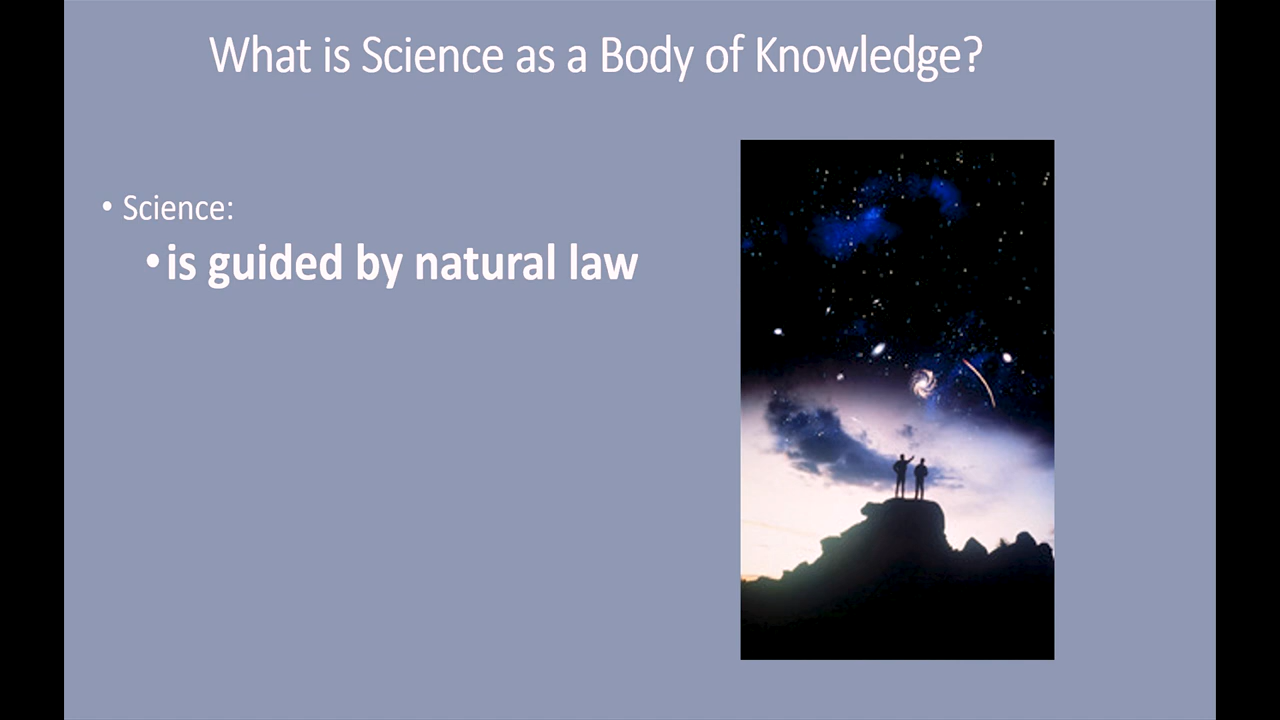 What is Science as a Body of Knowledge?
• Science:
• is guided by natural law